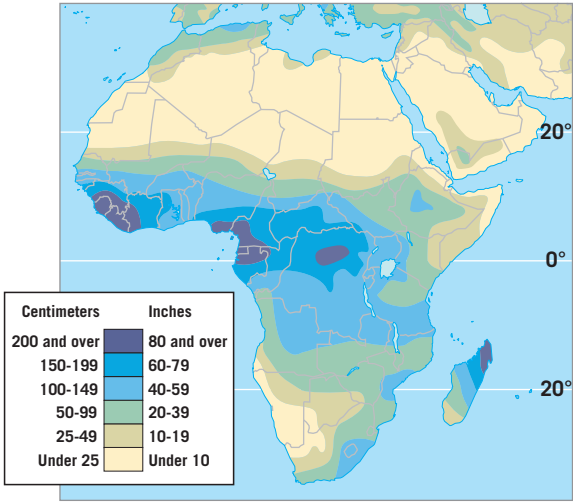 20°
0°
Centimeters Inches
200 and over 80 and over
150-199 60-79
100-149 40-59
50-99 20-39
20°
25-49 10-19
Under 25 Under 10